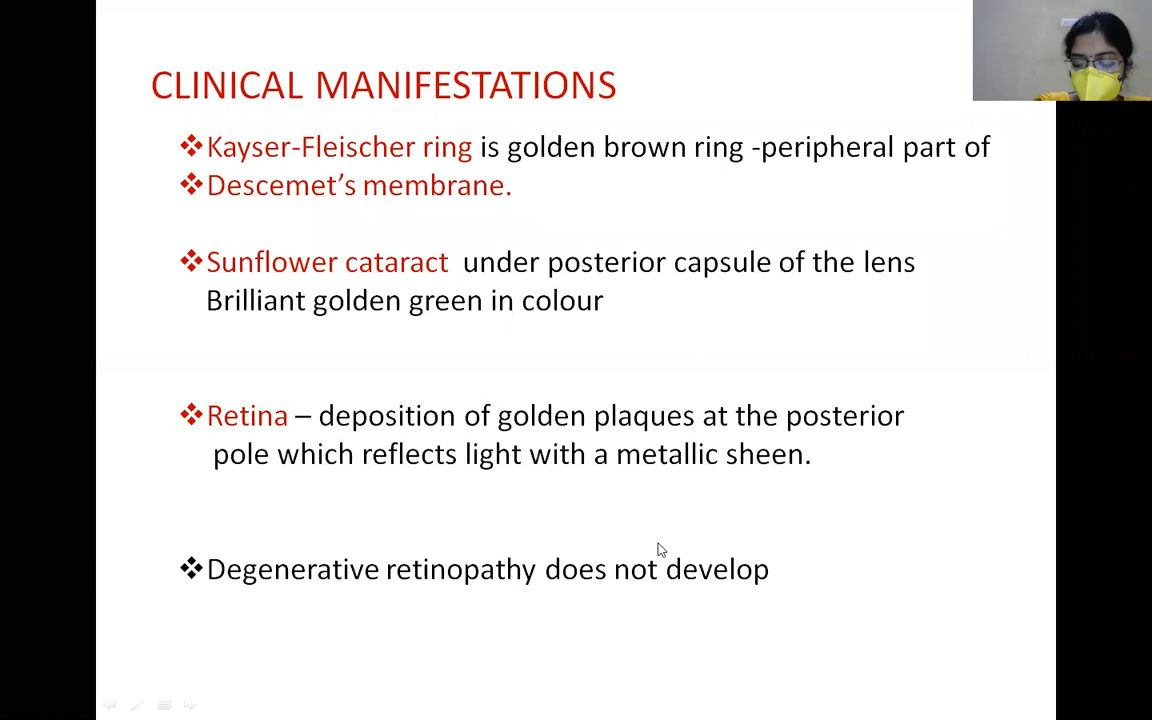 CLINICAL MANIFESTATIONS
❖Kayser-Fleischer ring is golden brown ring -peripheral part of
❖Descemet’s membrane.
❖Sunflower cataract under posterior capsule of the lens
Brilliant golden green in colour
❖Retina – deposition of golden plaques at the posterior
pole which reflects light with a metallic sheen.
❖Degenerative retinopathy does not develop